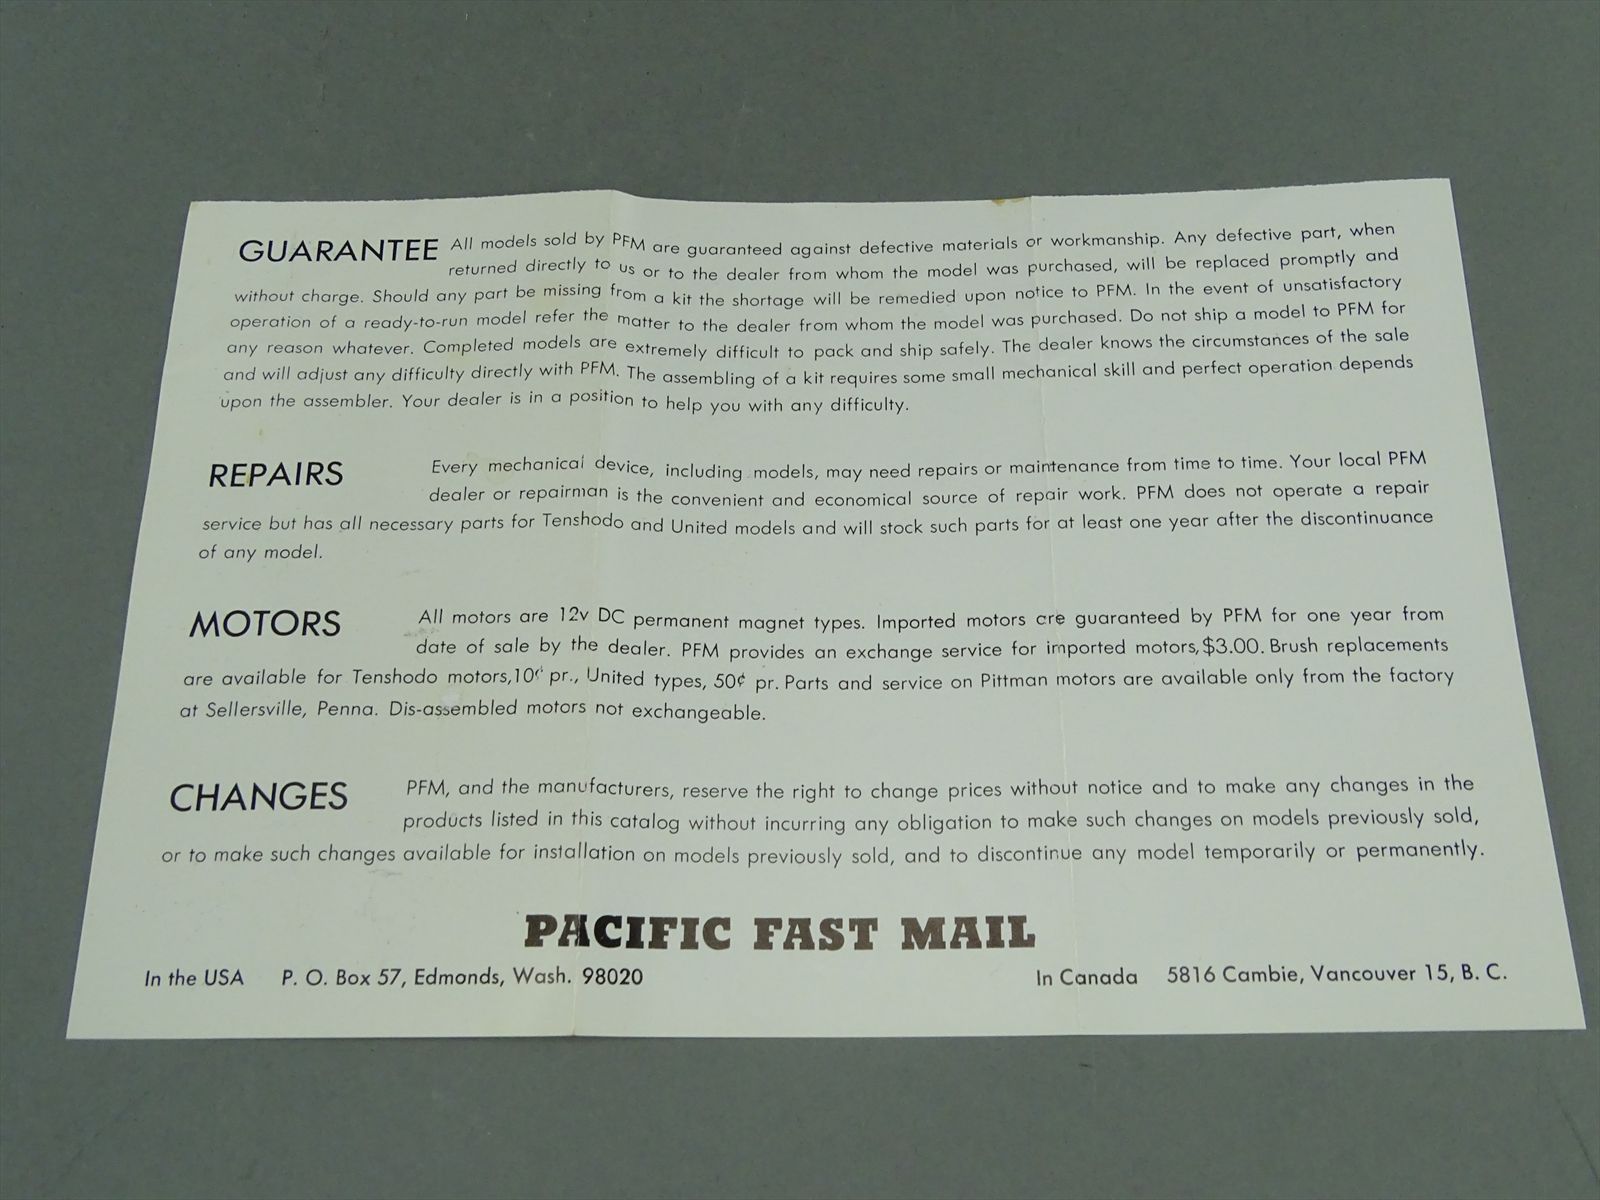 GUARANTEE All models sold by PFM are guaranteed against defective materials or workmanship. Any defective part, when
returned directly to us or to the dealer from whom the model was purchased, will be replaced promptly and
without charge. Should any part be missing from a kit the shortage will be remedied upon notice to PFM. In the event of unsatisfactory
operation of a ready-to-run model refer the matter to the dealer from whom the model was purchased. Do not ship a model to PFM for
any reason whatever. Completed models are extremely difficult to pack and ship safely. The dealer knows the circumstances of the sale
and will adjust any difficulty directly with PFM. The assembling of a kit requires some small mechanical skill and perfect operation depends
upon the assembler. Your dealer is in a position to help you with any difficulty.
REPAIRS Every mechanical device, including models, may need repairs or maintenance from time to time. Your local PFM
dealer or repairman is the convenient and economical source of repair work. PFM does not operate a repair
service but has all necessary parts for Tenshodo and United models and will stock such parts for at least one year after the discontinuance
of any model.
MOTORS All motors are 12v DC permanent magnet types. Imported motors are guaranteed by PFM for one year from
date of sale by the dealer. PFM provides an exchange service for imported motors, $3.00. Brush replacements
are available for Tenshodo motors, 10¢ pr., United types, 50¢ pr. Parts and service on Pittman motors are available only from the factory
at Sellersville, Penna. Dis-assembled motors not exchangeable.
CHANGES PFM, and the manufacturers, reserve the right to change prices without notice and to make any changes in the
products listed in this catalog without incurring any obligation to make such changes on models previously sold,
or to make such changes available for installation on models previously sold, and to discontinue any model temporarily or permanently.
PACIFIC FAST MAIL
In the USA P. O. Box 57, Edmonds, Wash. 98020 In Canada 5816 Cambie, Vancouver 15, B. C.